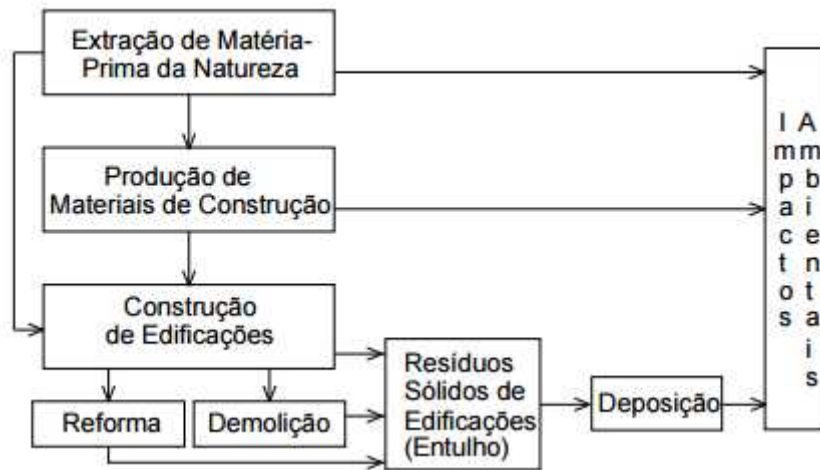 Extração de Matéria-
Prima da Natureza
Produção de
Materiais de Construção
Construção
de Edificações
Reforma
Demolição
Resíduos
Sólidos de
Edificações
(Entulho)
Deposição
Impactos
Ambientais